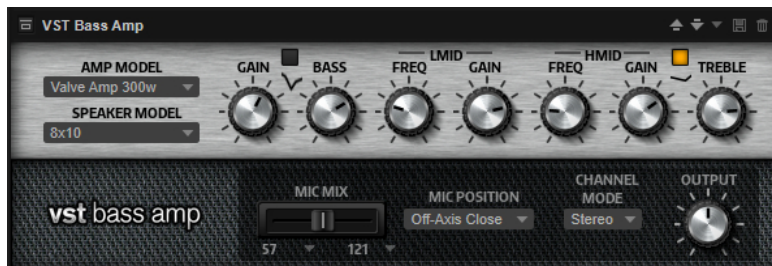 VST Bass Amp
AMP MODEL
Valve Amp 300w
SPEAKER MODEL
8x10
GAIN
BASS
LMID
FREQ
GAIN
HMID
FREQ
GAIN
TREBLE
vst bass amp
MIC MIX
57
121
MIC POSITION
Off-Axis Close
CHANNEL
MODE
Stereo
OUTPUT